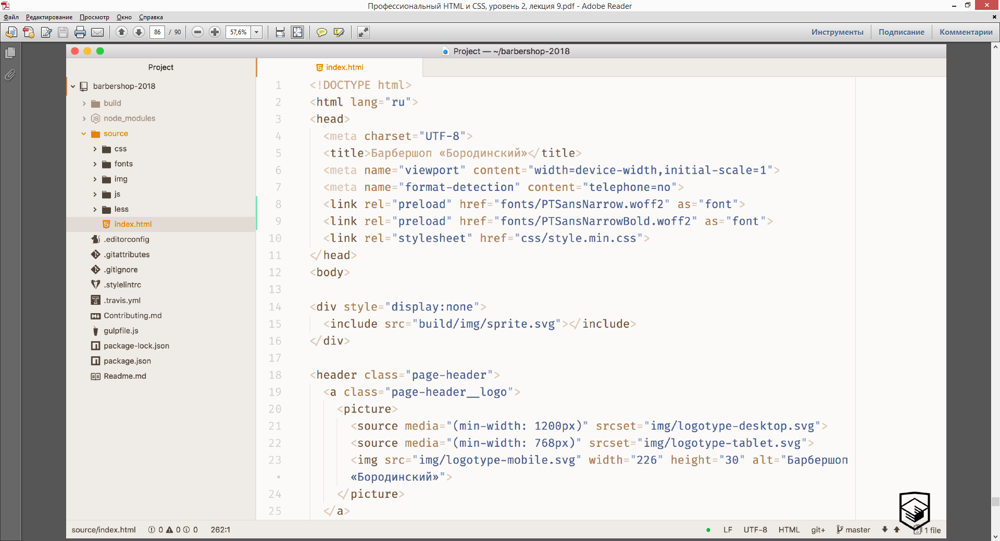 Профессиональный HTML и CSS, уровень 2, лекция 9.pdf - Adobe Reader
Файл Редактирование Просмотр Окно Справка
86 / 90 57,6% Инструменты Подписание Комментарии
Project — ~/barbershop-2018
Project
barbershop-2018
build
node_modules
source
css
fonts
img
js
less
index.html
.editorconfig
.gitattributes
.gitignore
.stylelintrc
.travis.yml
Contributing.md
gulpfile.js
package-lock.json
package.json
Readme.md
index.html
1 <!DOCTYPE html>
2 <html lang="ru">
3 <head>
4 <meta charset="UTF-8">
5 <title>Барбершоп «Бородинский»</title>
6 <meta name="viewport" content="width=device-width,initial-scale=1">
7 <meta name="format-detection" content="telephone=no">
8 <link rel="preload" href="fonts/PTSansNarrow.woff2" as="font">
9 <link rel="preload" href="fonts/PTSansNarrowBold.woff2" as="font">
10 <link rel="stylesheet" href="css/style.min.css">
11 </head>
12 <body>
13
14 <div style="display:none">
15 <include src="build/img/sprite.svg"></include>
16 </div>
17
18 <header class="page-header">
19 <a class="page-header__logo">
20 <picture>
21 <source media="(min-width: 1200px)" srcset="img/logotype-desktop.svg">
22 <source media="(min-width: 768px)" srcset="img/logotype-tablet.svg">
23 <img src="img/logotype-mobile.svg" width="226" height="30" alt="Барбершоп
• «Бородинский»">
24 </picture>
25 </a>
source/index.html 0 0 0 262:1 LF UTF-8 HTML git+ master 1 file